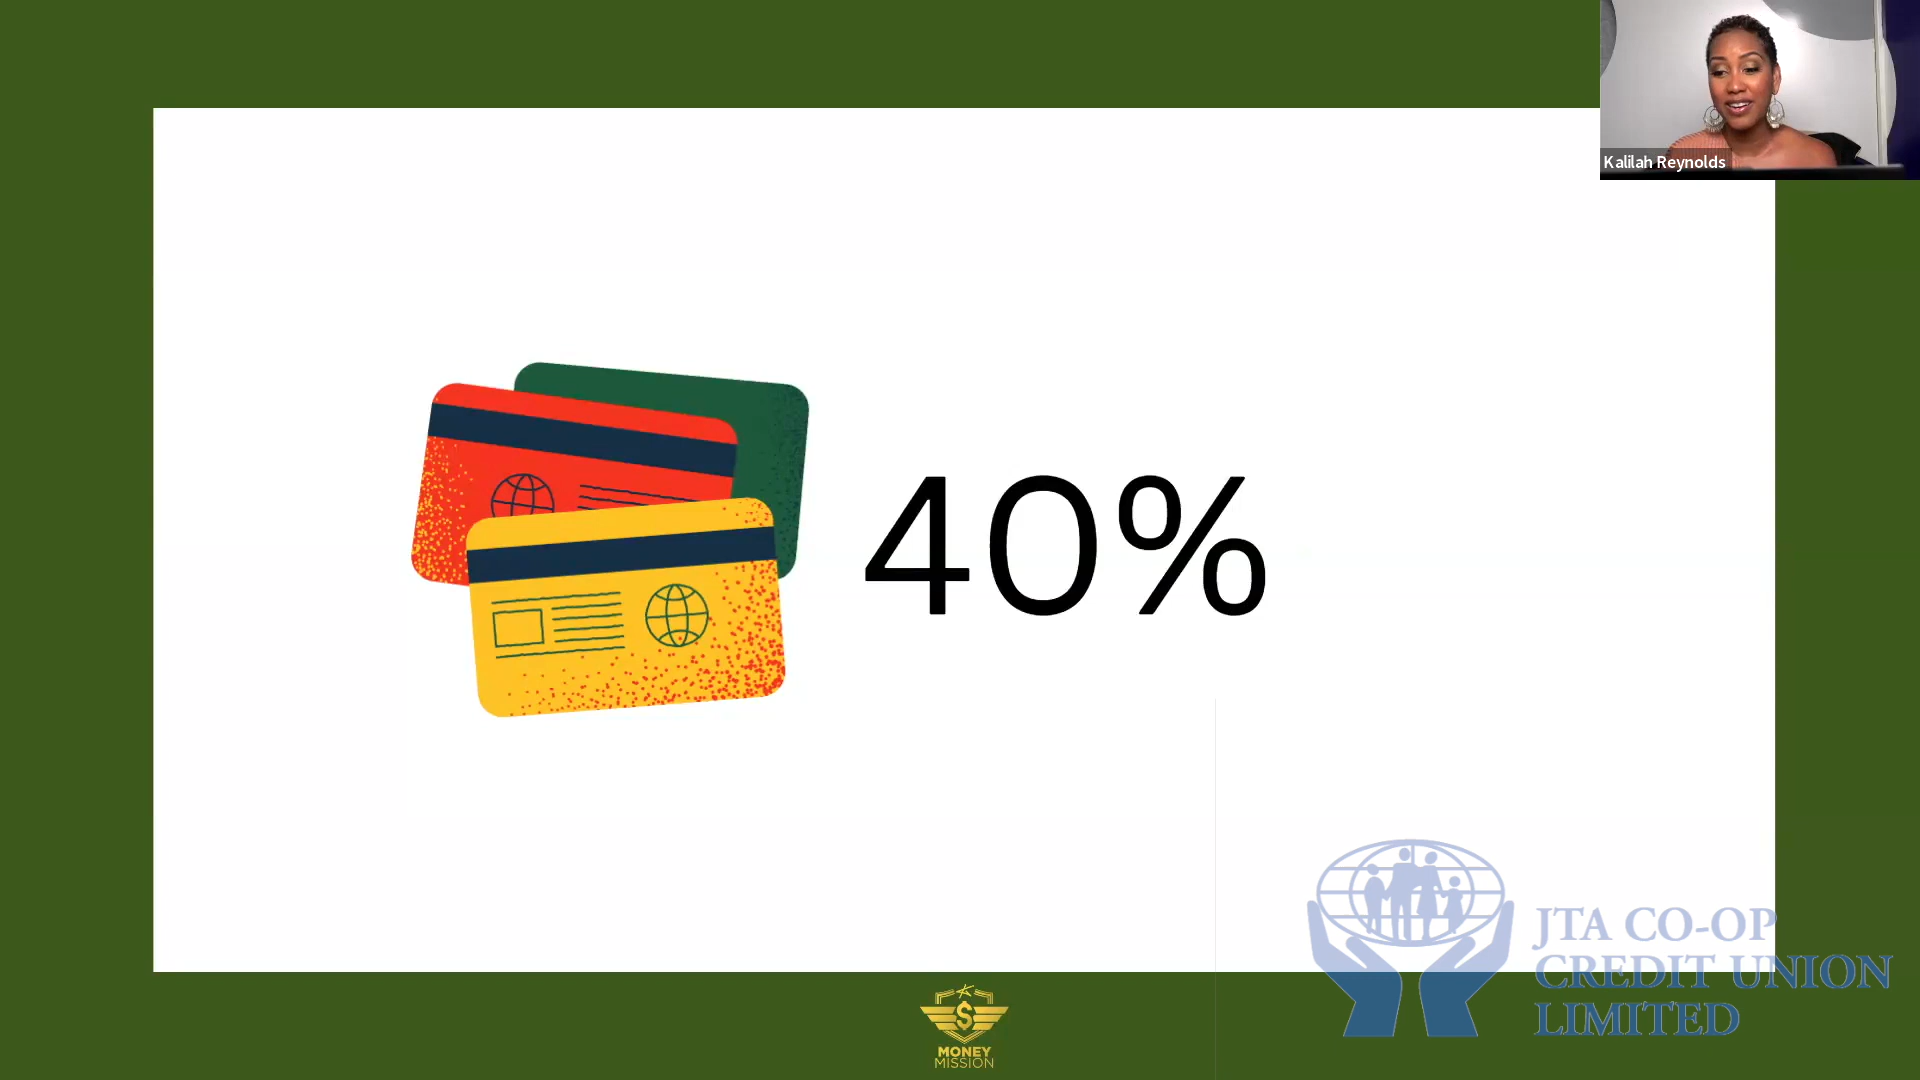 Kalilah Reynolds
40%
JTA CO-OP
CREDIT UNION
LIMITED
$
MONEY
MISSION